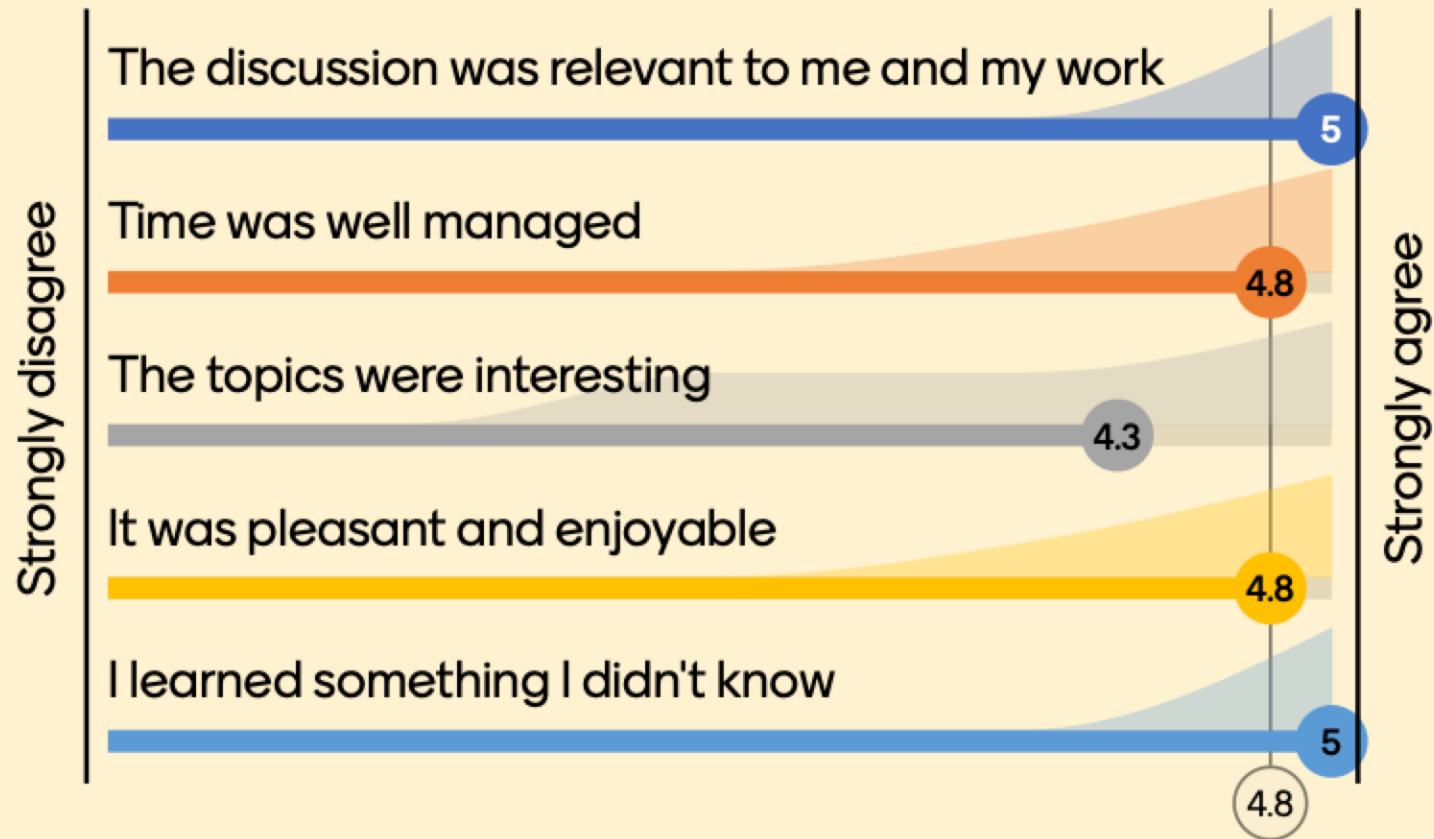 Strongly disagree
The discussion was relevant to me and my work
5
Time was well managed
4.8
The topics were interesting
4.3
It was pleasant and enjoyable
4.8
I learned something I didn't know
5
4.8
Strongly agree